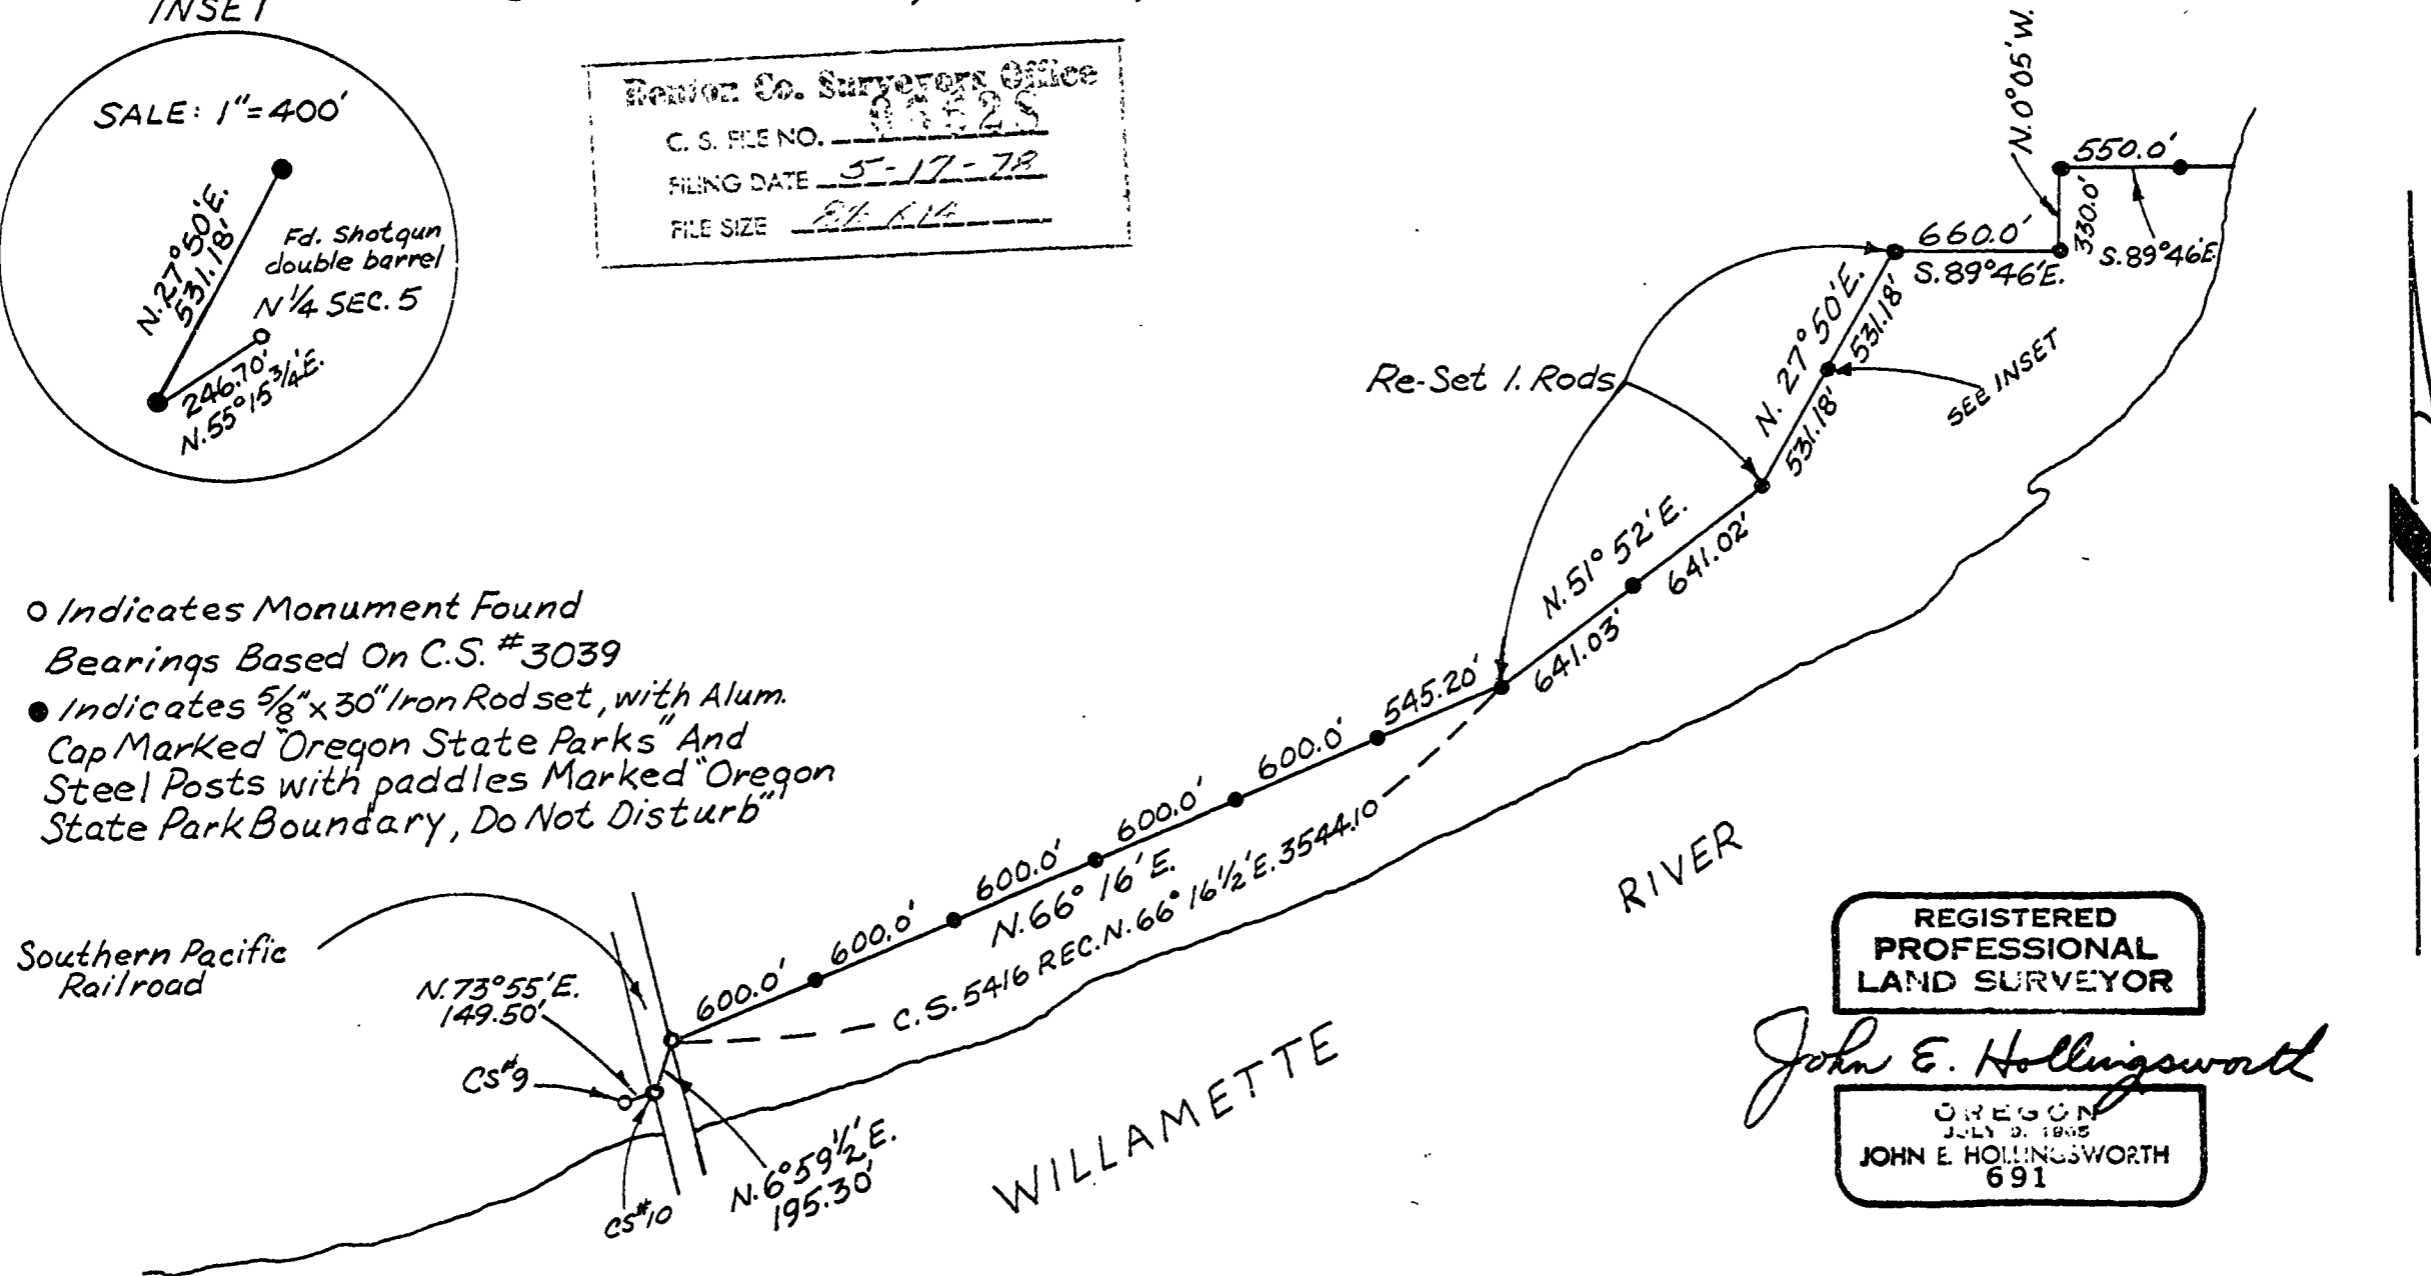 INSET
SALE: 1"=400'
N.27°50'E.
531.18'
Fd. Shotgun
double barrel
N 1/4 SEC. 5
246.70'
N.55°15 3/4'E.
Benton Co. Surveyors Office
C. S. FILE NO.
FILING DATE 5-17-78
FILE SIZE
N.0°05'W.
550.0'
330.0'
S.89°46'E.
660.0'
S.89°46'E.
N. 27° 50'E.
531.18'
531.18'
SEE INSET
Re-Set I. Rods
N. 51° 52'E.
641.02'
641.03'
545.20'
600.0'
600.0'
600.0'
600.0'
600.0'
N.66° 16'E.
C.S. 5416 REC. N. 66° 16 1/2'E. 3544.10
o Indicates Monument Found
Bearings Based On C.S. #3039
● Indicates 5/8"x30" Iron Rod set, with Alum.
Cap Marked "Oregon State Parks" And
Steel Posts with paddles Marked "Oregon
State Park Boundary, Do Not Disturb"
Southern Pacific
Railroad
N.73°55'E.
149.50'
CS#9
CS#10
N.6°59 1/2'E.
195.30'
WILLAMETTE
RIVER
REGISTERED
PROFESSIONAL
LAND SURVEYOR
John E. Hollingsworth
OREGON
JOHN E. HOLLINGSWORTH
691